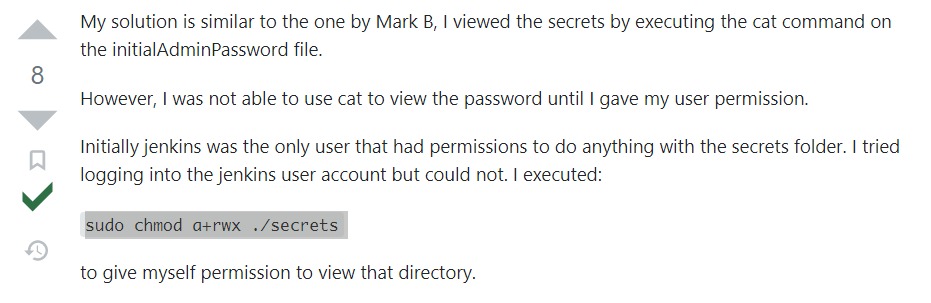 My solution is similar to the one by Mark B, I viewed the secrets by executing the cat command on
the initialAdminPassword file.
8
However, I was not able to use cat to view the password until I gave my user permission.
Initially jenkins was the only user that had permissions to do anything with the secrets folder. I tried
logging into the jenkins user account but could not. I executed:
sudo chmod a+rwx ./secrets
to give myself permission to view that directory.